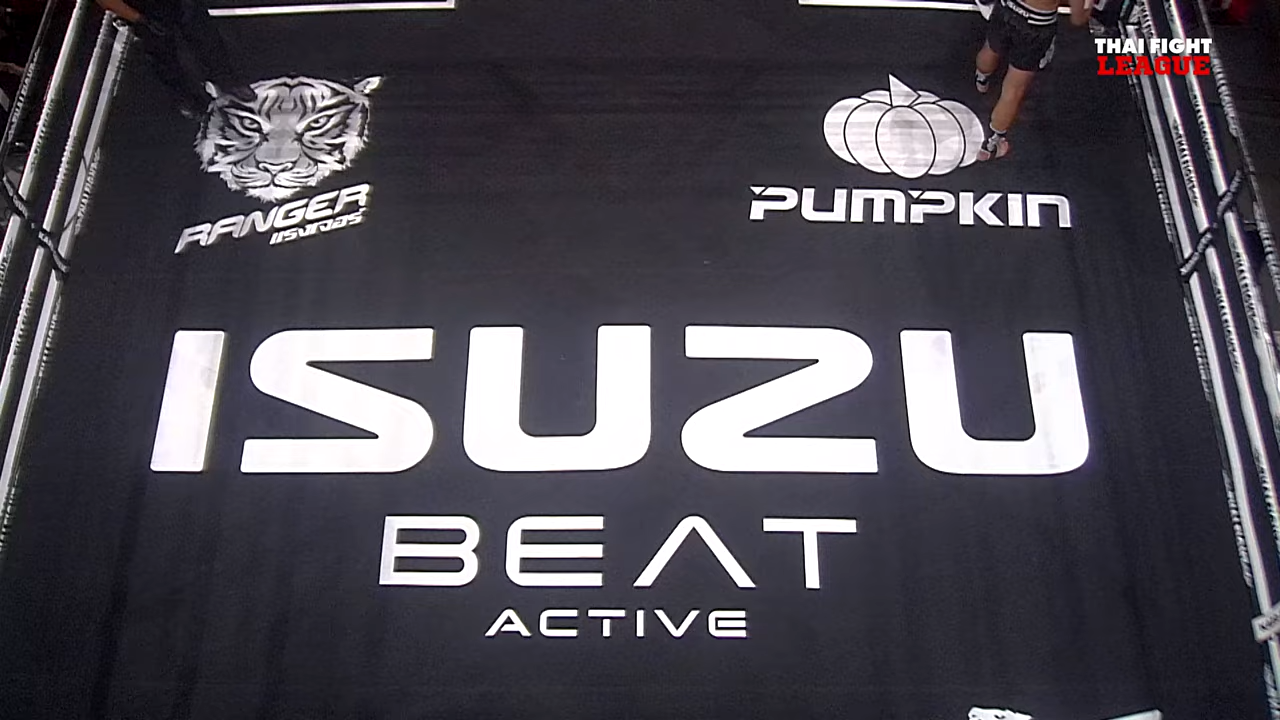 THAI FIGHT
LEAGUE
RANGER
PUMPKIN
ISUZU
BEAT
ACTIVE